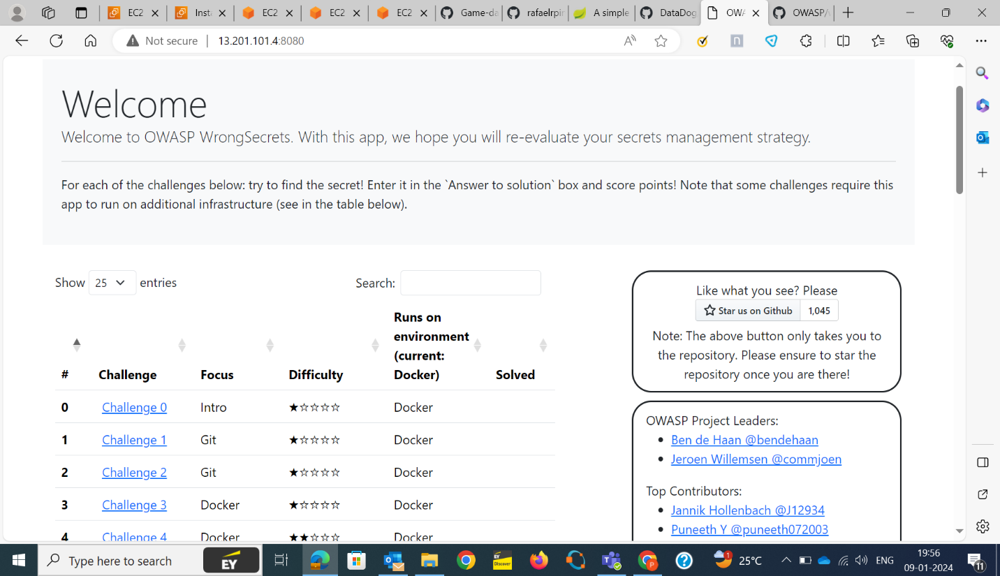 EC2
Inst
EC2
EC2
EC2
Game-da
rafaelrpin
A simple
DataDog
OWA
OWASP/
Not secure
13.201.101.4:8080
Welcome
Welcome to OWASP WrongSecrets. With this app, we hope you will re-evaluate your secrets management strategy.
For each of the challenges below: try to find the secret! Enter it in the `Answer to solution` box and score points! Note that some challenges require this
app to run on additional infrastructure (see in the table below).
Show 25 entries
Search:
# Challenge Focus Difficulty Runs on environment (current: Docker) Solved
0 Challenge 0 Intro ★☆☆☆☆ Docker
1 Challenge 1 Git ★☆☆☆☆ Docker
2 Challenge 2 Git ★☆☆☆☆ Docker
3 Challenge 3 Docker ★☆☆☆☆ Docker
4 Challenge 4 Docker ★★☆☆☆ Docker
Like what you see? Please
Star us on Github 1,045
Note: The above button only takes you to
the repository. Please ensure to star the
repository once you are there!
OWASP Project Leaders:
Ben de Haan @bendehaan
Jeroen Willemsen @commjoen
Top Contributors:
Jannik Hollenbach @J12934
Puneeth Y @puneeth072003
Type here to search
EY
EY
Discover
1
25°C
ENG
19:56
09-01-2024
11